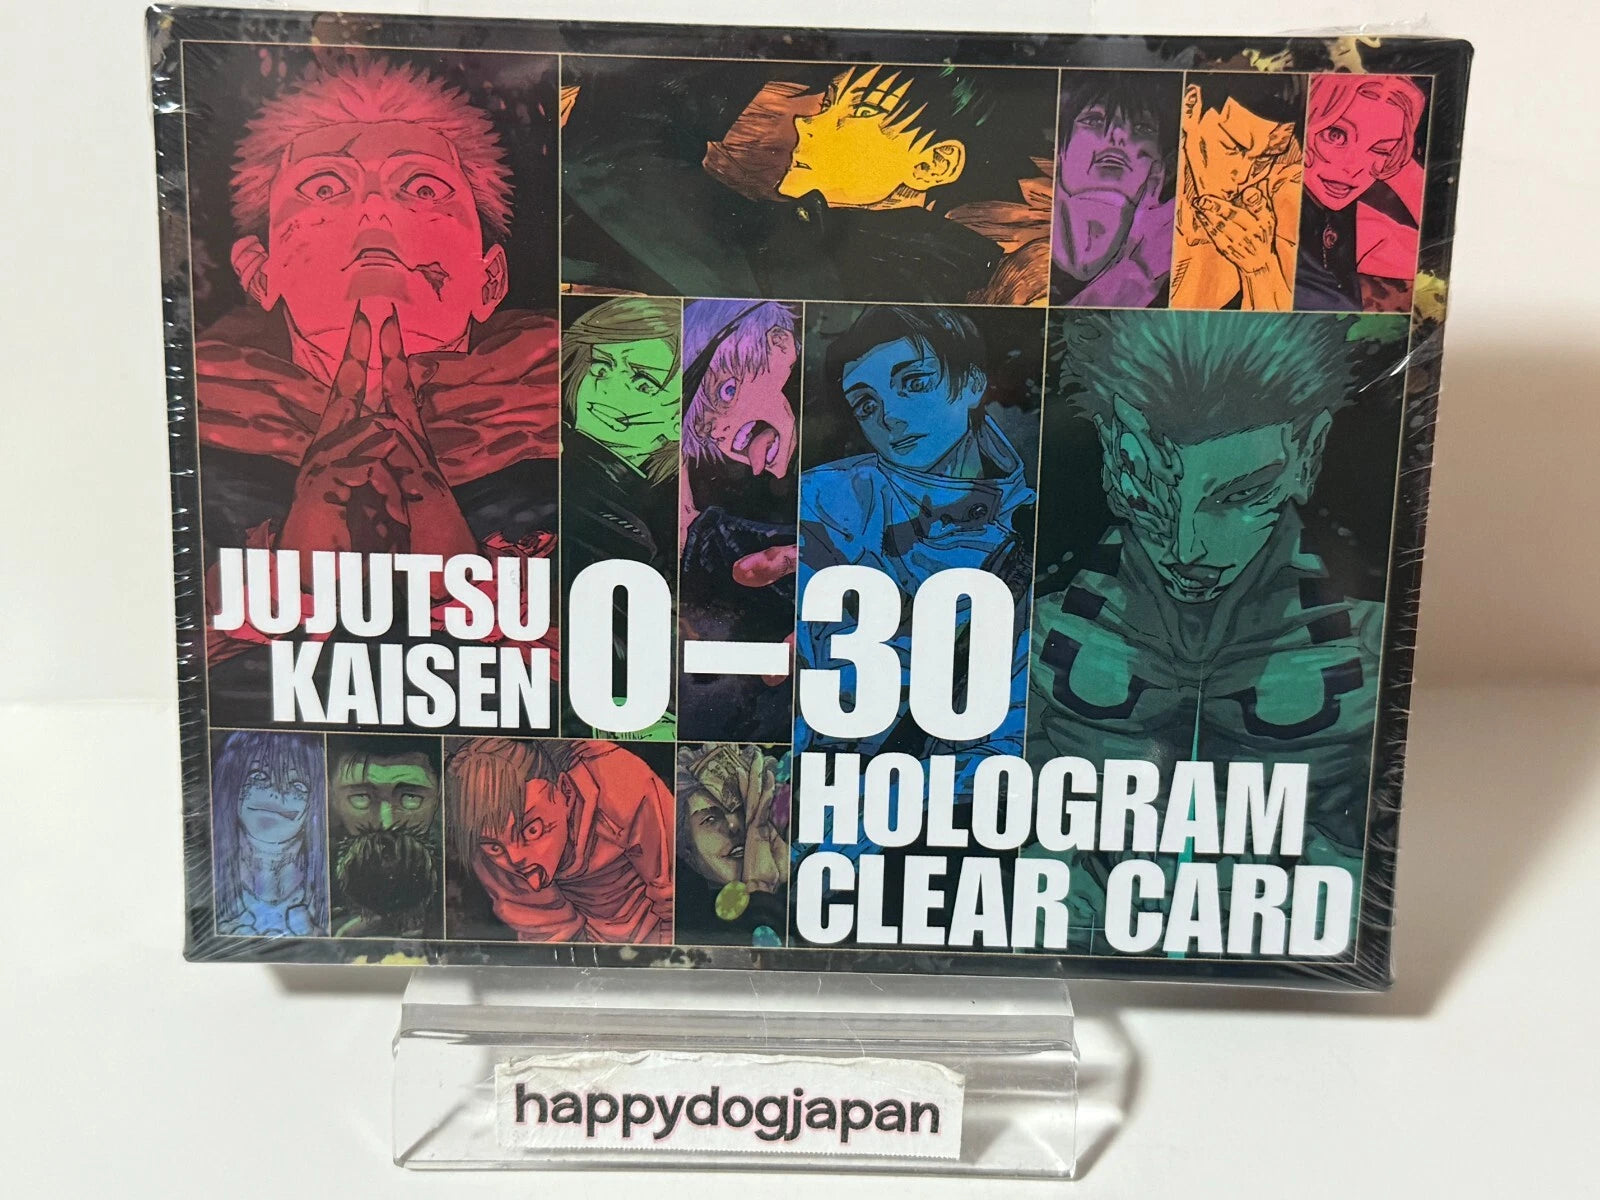 JUJUTSU
KAISEN
0-30
HOLOGRAM
CLEAR CARD
happydogjapan